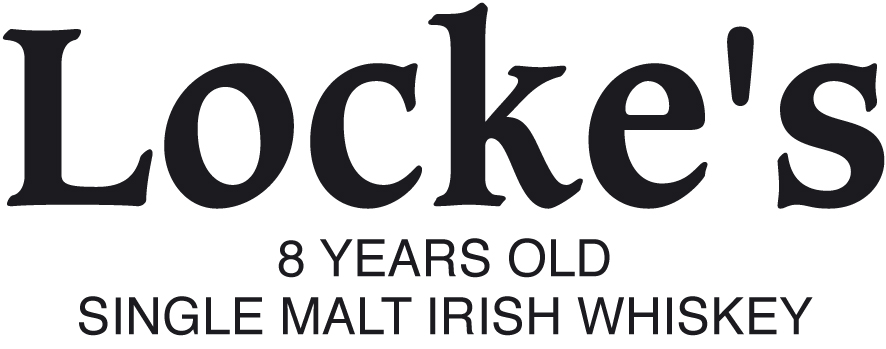 Locke's
8 YEARS OLD
SINGLE MALT IRISH WHISKEY